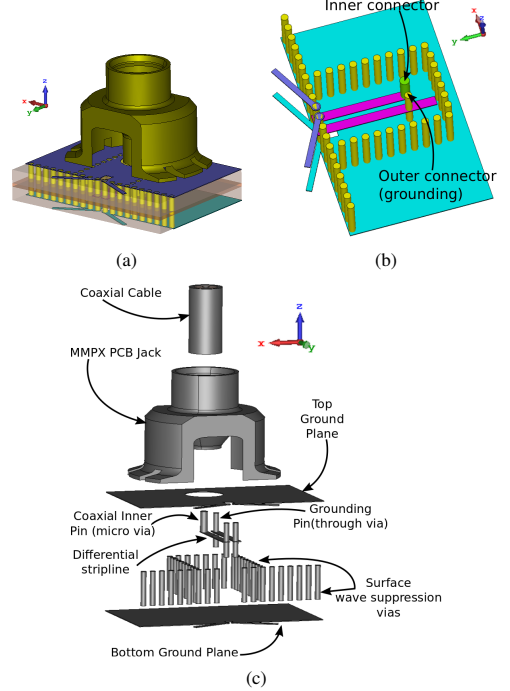 Inner connector
z
x
y
x
z
y
Outer connector
(grounding)
(a)
(b)
Coaxial Cable
z
x
y
MMPX PCB Jack
Top
Ground
Plane
Coaxial Inner
Pin (micro via)
Grounding
Pin(through via)
Differential
stripline
Surface
wave suppression
vias
Bottom Ground Plane
(c)